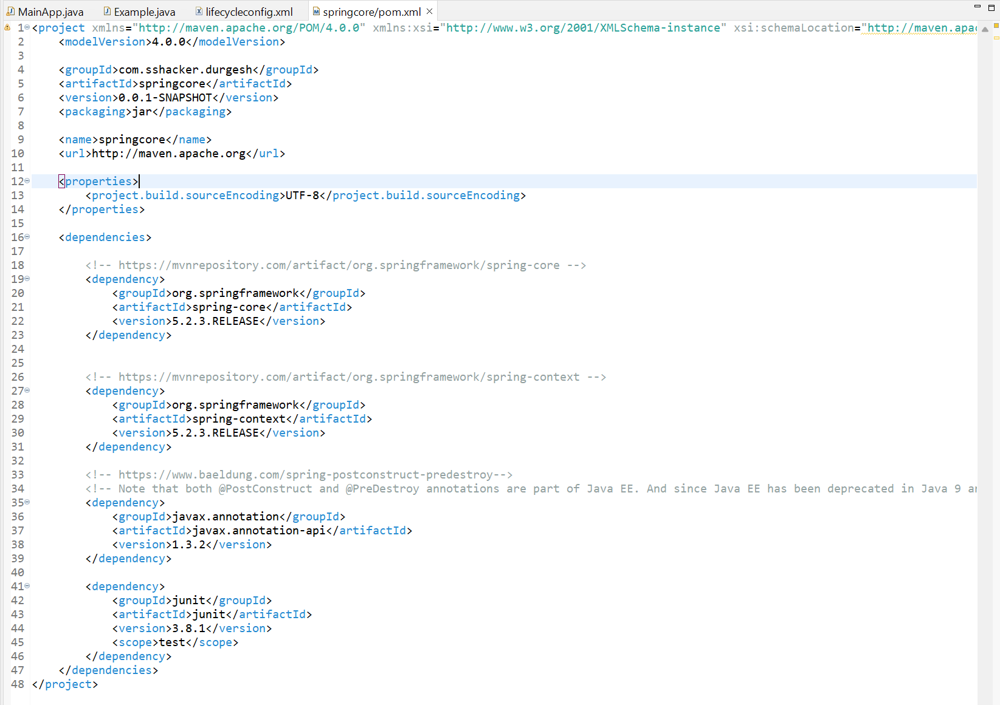 MainApp.java Example.java lifecycleconfig.xml springcore/pom.xml
1 <project xmlns="http://maven.apache.org/POM/4.0.0" xmlns:xsi="http://www.w3.org/2001/XMLSchema-instance" xsi:schemaLocation="http://maven.apac
2 <modelVersion>4.0.0</modelVersion>
3
4 <groupId>com.sshacker.durgesh</groupId>
5 <artifactId>springcore</artifactId>
6 <version>0.0.1-SNAPSHOT</version>
7 <packaging>jar</packaging>
8
9 <name>springcore</name>
10 <url>http://maven.apache.org</url>
11
12 <properties>
13 <project.build.sourceEncoding>UTF-8</project.build.sourceEncoding>
14 </properties>
15
16 <dependencies>
17
18 <!-- https://mvnrepository.com/artifact/org.springframework/spring-core -->
19 <dependency>
20 <groupId>org.springframework</groupId>
21 <artifactId>spring-core</artifactId>
22 <version>5.2.3.RELEASE</version>
23 </dependency>
24
25
26 <!-- https://mvnrepository.com/artifact/org.springframework/spring-context -->
27 <dependency>
28 <groupId>org.springframework</groupId>
29 <artifactId>spring-context</artifactId>
30 <version>5.2.3.RELEASE</version>
31 </dependency>
32
33 <!-- https://www.baeldung.com/spring-postconstruct-predestroy-->
34 <!-- Note that both @PostConstruct and @PreDestroy annotations are part of Java EE. And since Java EE has been deprecated in Java 9 a
35 <dependency>
36 <groupId>javax.annotation</groupId>
37 <artifactId>javax.annotation-api</artifactId>
38 <version>1.3.2</version>
39 </dependency>
40
41 <dependency>
42 <groupId>junit</groupId>
43 <artifactId>junit</artifactId>
44 <version>3.8.1</version>
45 <scope>test</scope>
46 </dependency>
47 </dependencies>
48 </project>